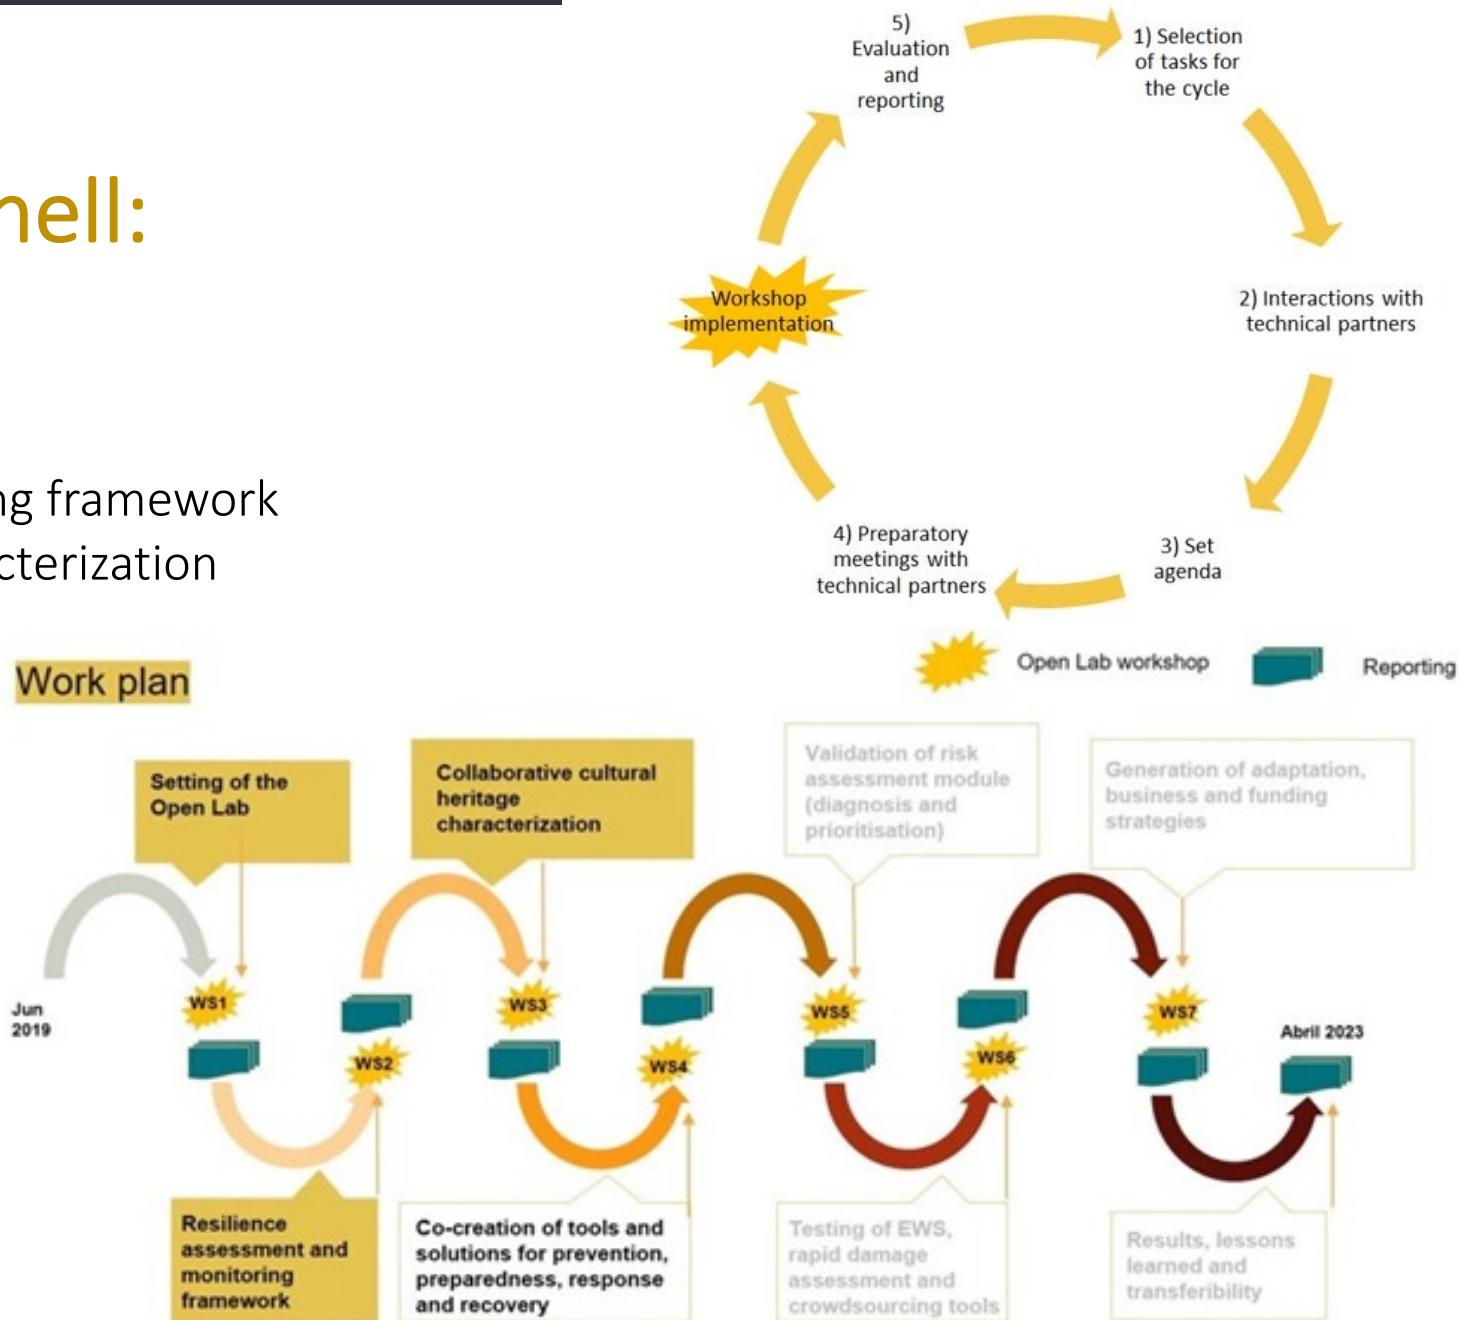 nell:
ng framework
cterization
5)
Evaluation
and
reporting
1) Selection
of tasks for
the cycle
Workshop
implementation
2) Interactions with
technical partners
4) Preparatory
meetings with
technical partners
3) Set
agenda
Work plan
Open Lab workshop
Reporting
Setting of the
Open Lab
Collaborative cultural
heritage
characterization
Validation of risk
assessment module
(diagnosis and
prioritisation)
Generation of adaptation,
business and funding
strategies
Jun
2019
WS1
WS2
WS3
WS4
WS5
WS6
WS7
Abril 2023
Resilience
assessment and
monitoring
framework
Co-creation of tools and
solutions for prevention,
preparedness, response
and recovery
Testing of EWS,
rapid damage
assessment and
crowdsourcing tools
Results, lessons
learned and
transferibility